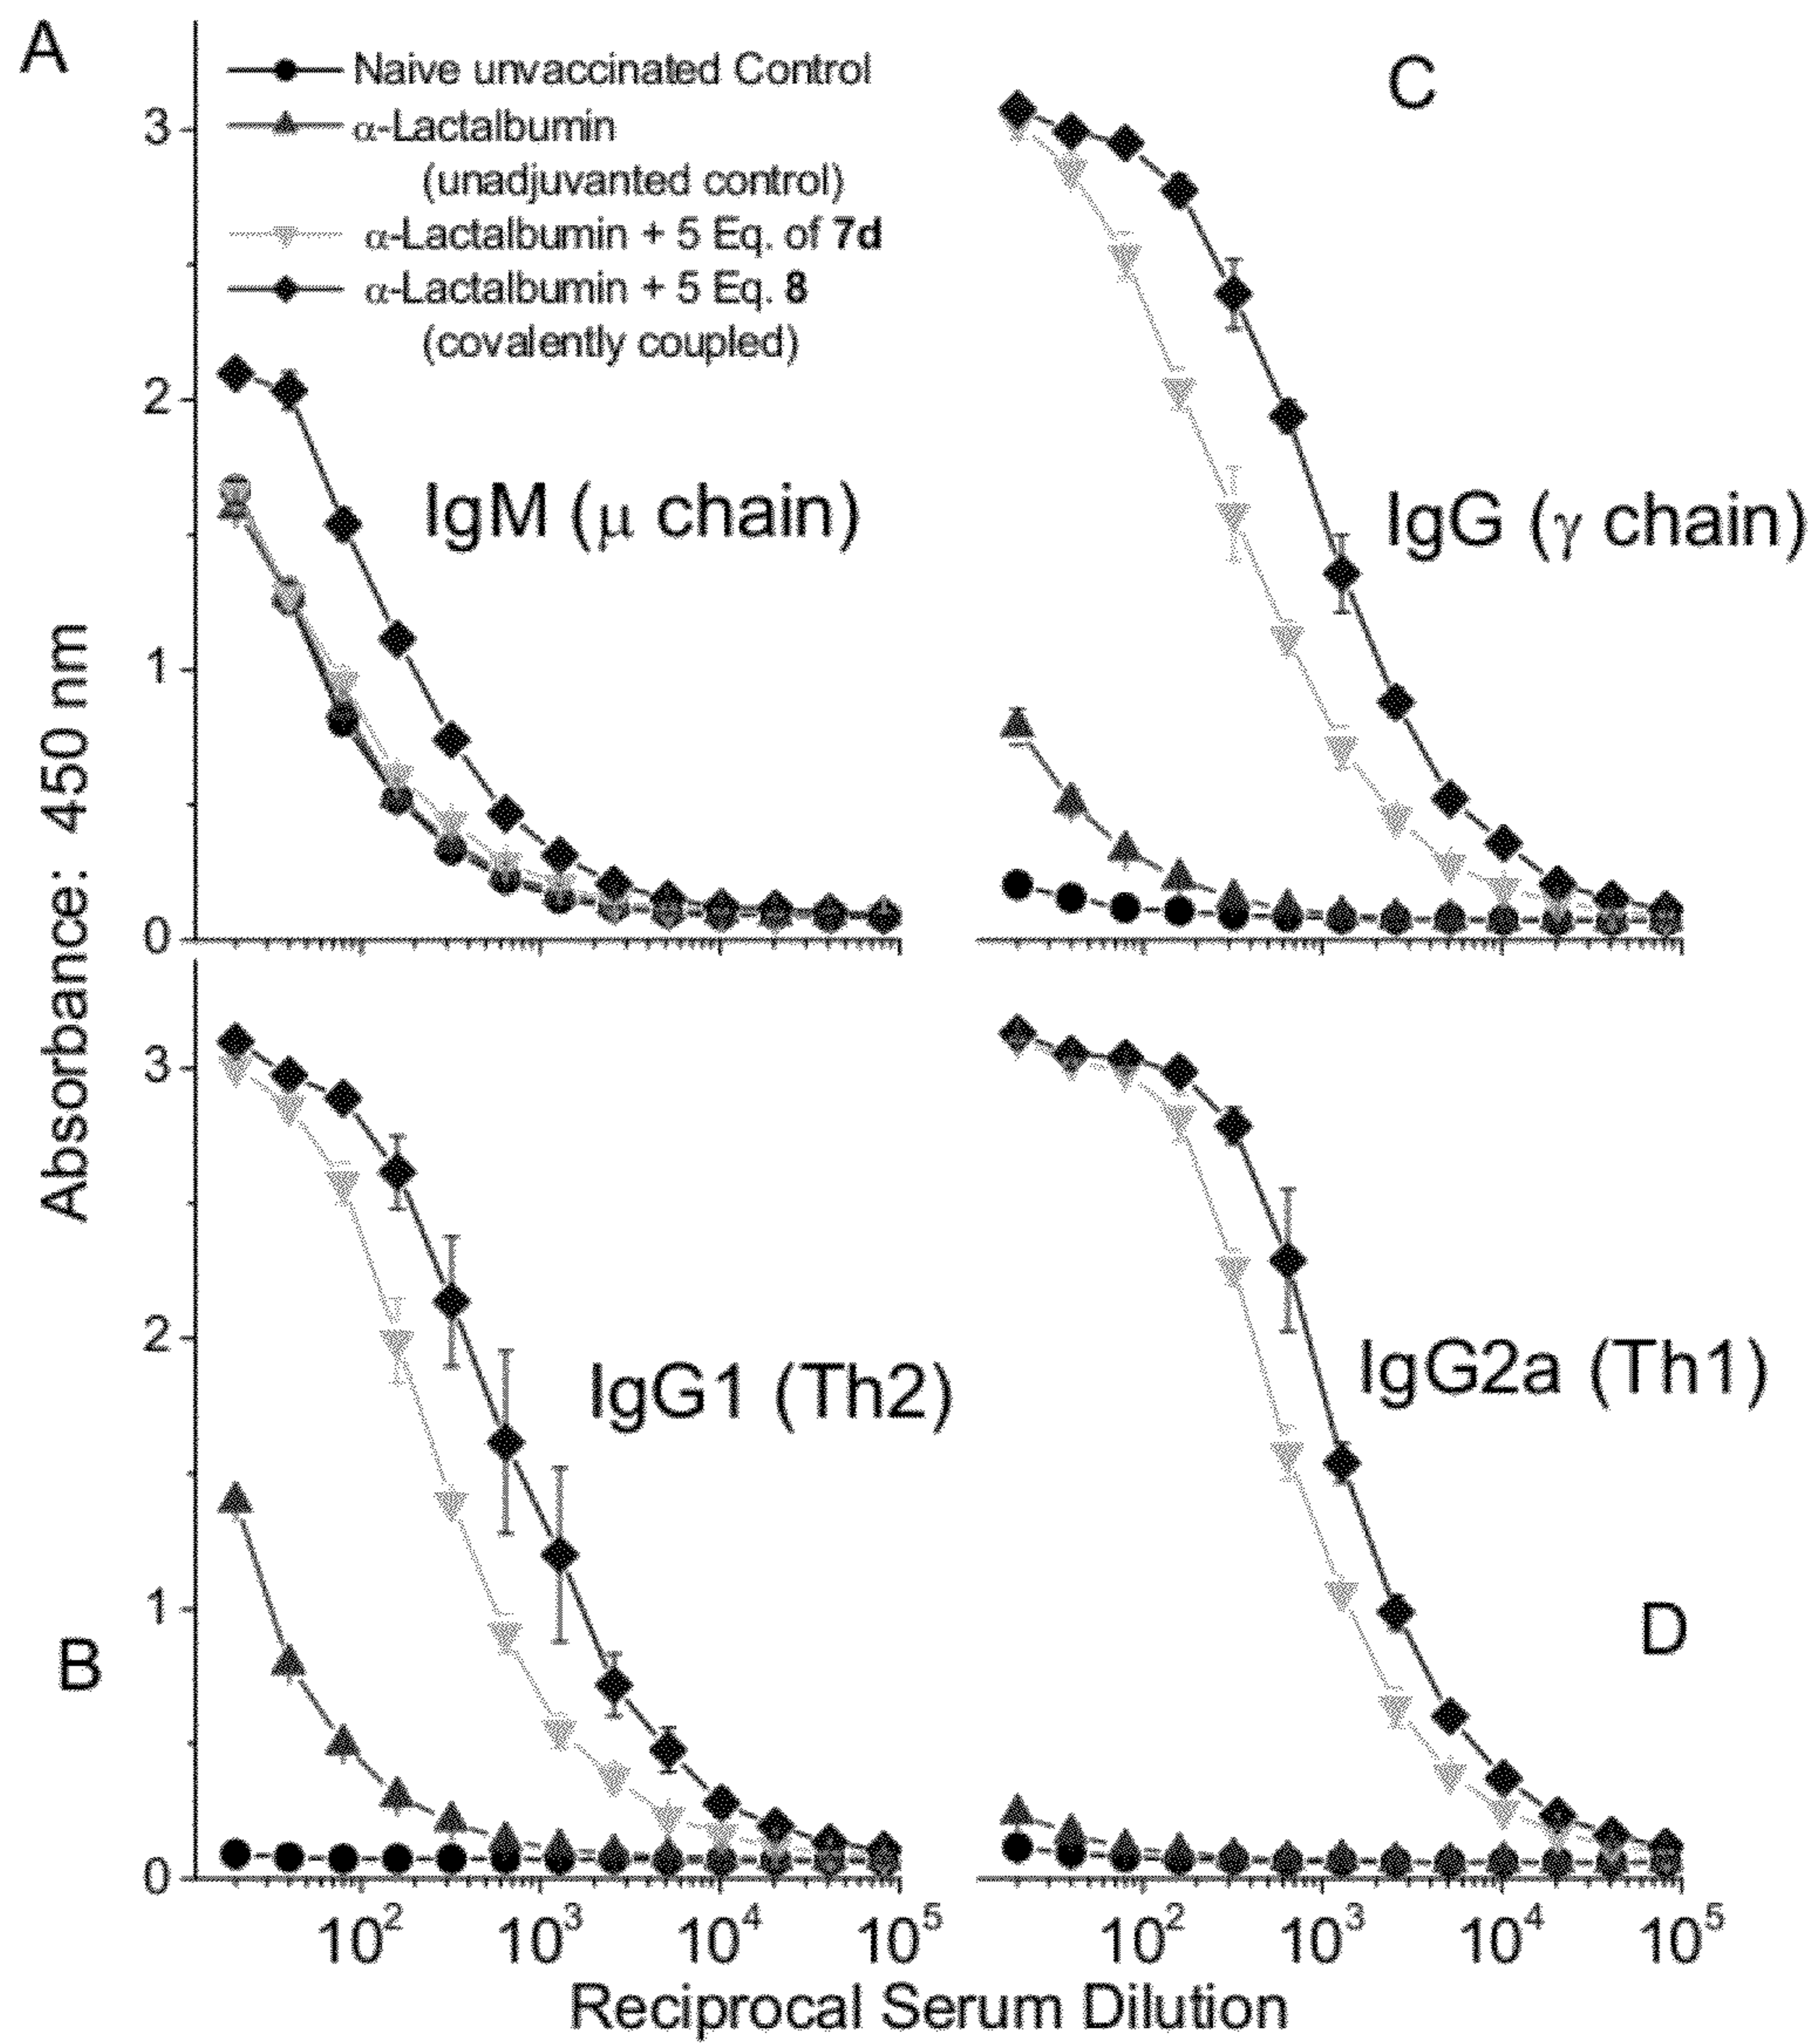 A
Naive unvaccinated Control
α-Lactalbumin
(unadjuvanted control)
α-Lactalbumin + 5 Eq. of 7d
α-Lactalbumin + 5 Eq. 8
(covalently coupled)
C
3
2
1
0
IgM (μ chain)
IgG (γ chain)
Absorbance: 450 nm
3
2
1
0
IgG1 (Th2)
IgG2a (Th1)
B
D
10² 10³ 10⁴ 10⁵ 10² 10³ 10⁴ 10⁵
Reciprocal Serum Dilution